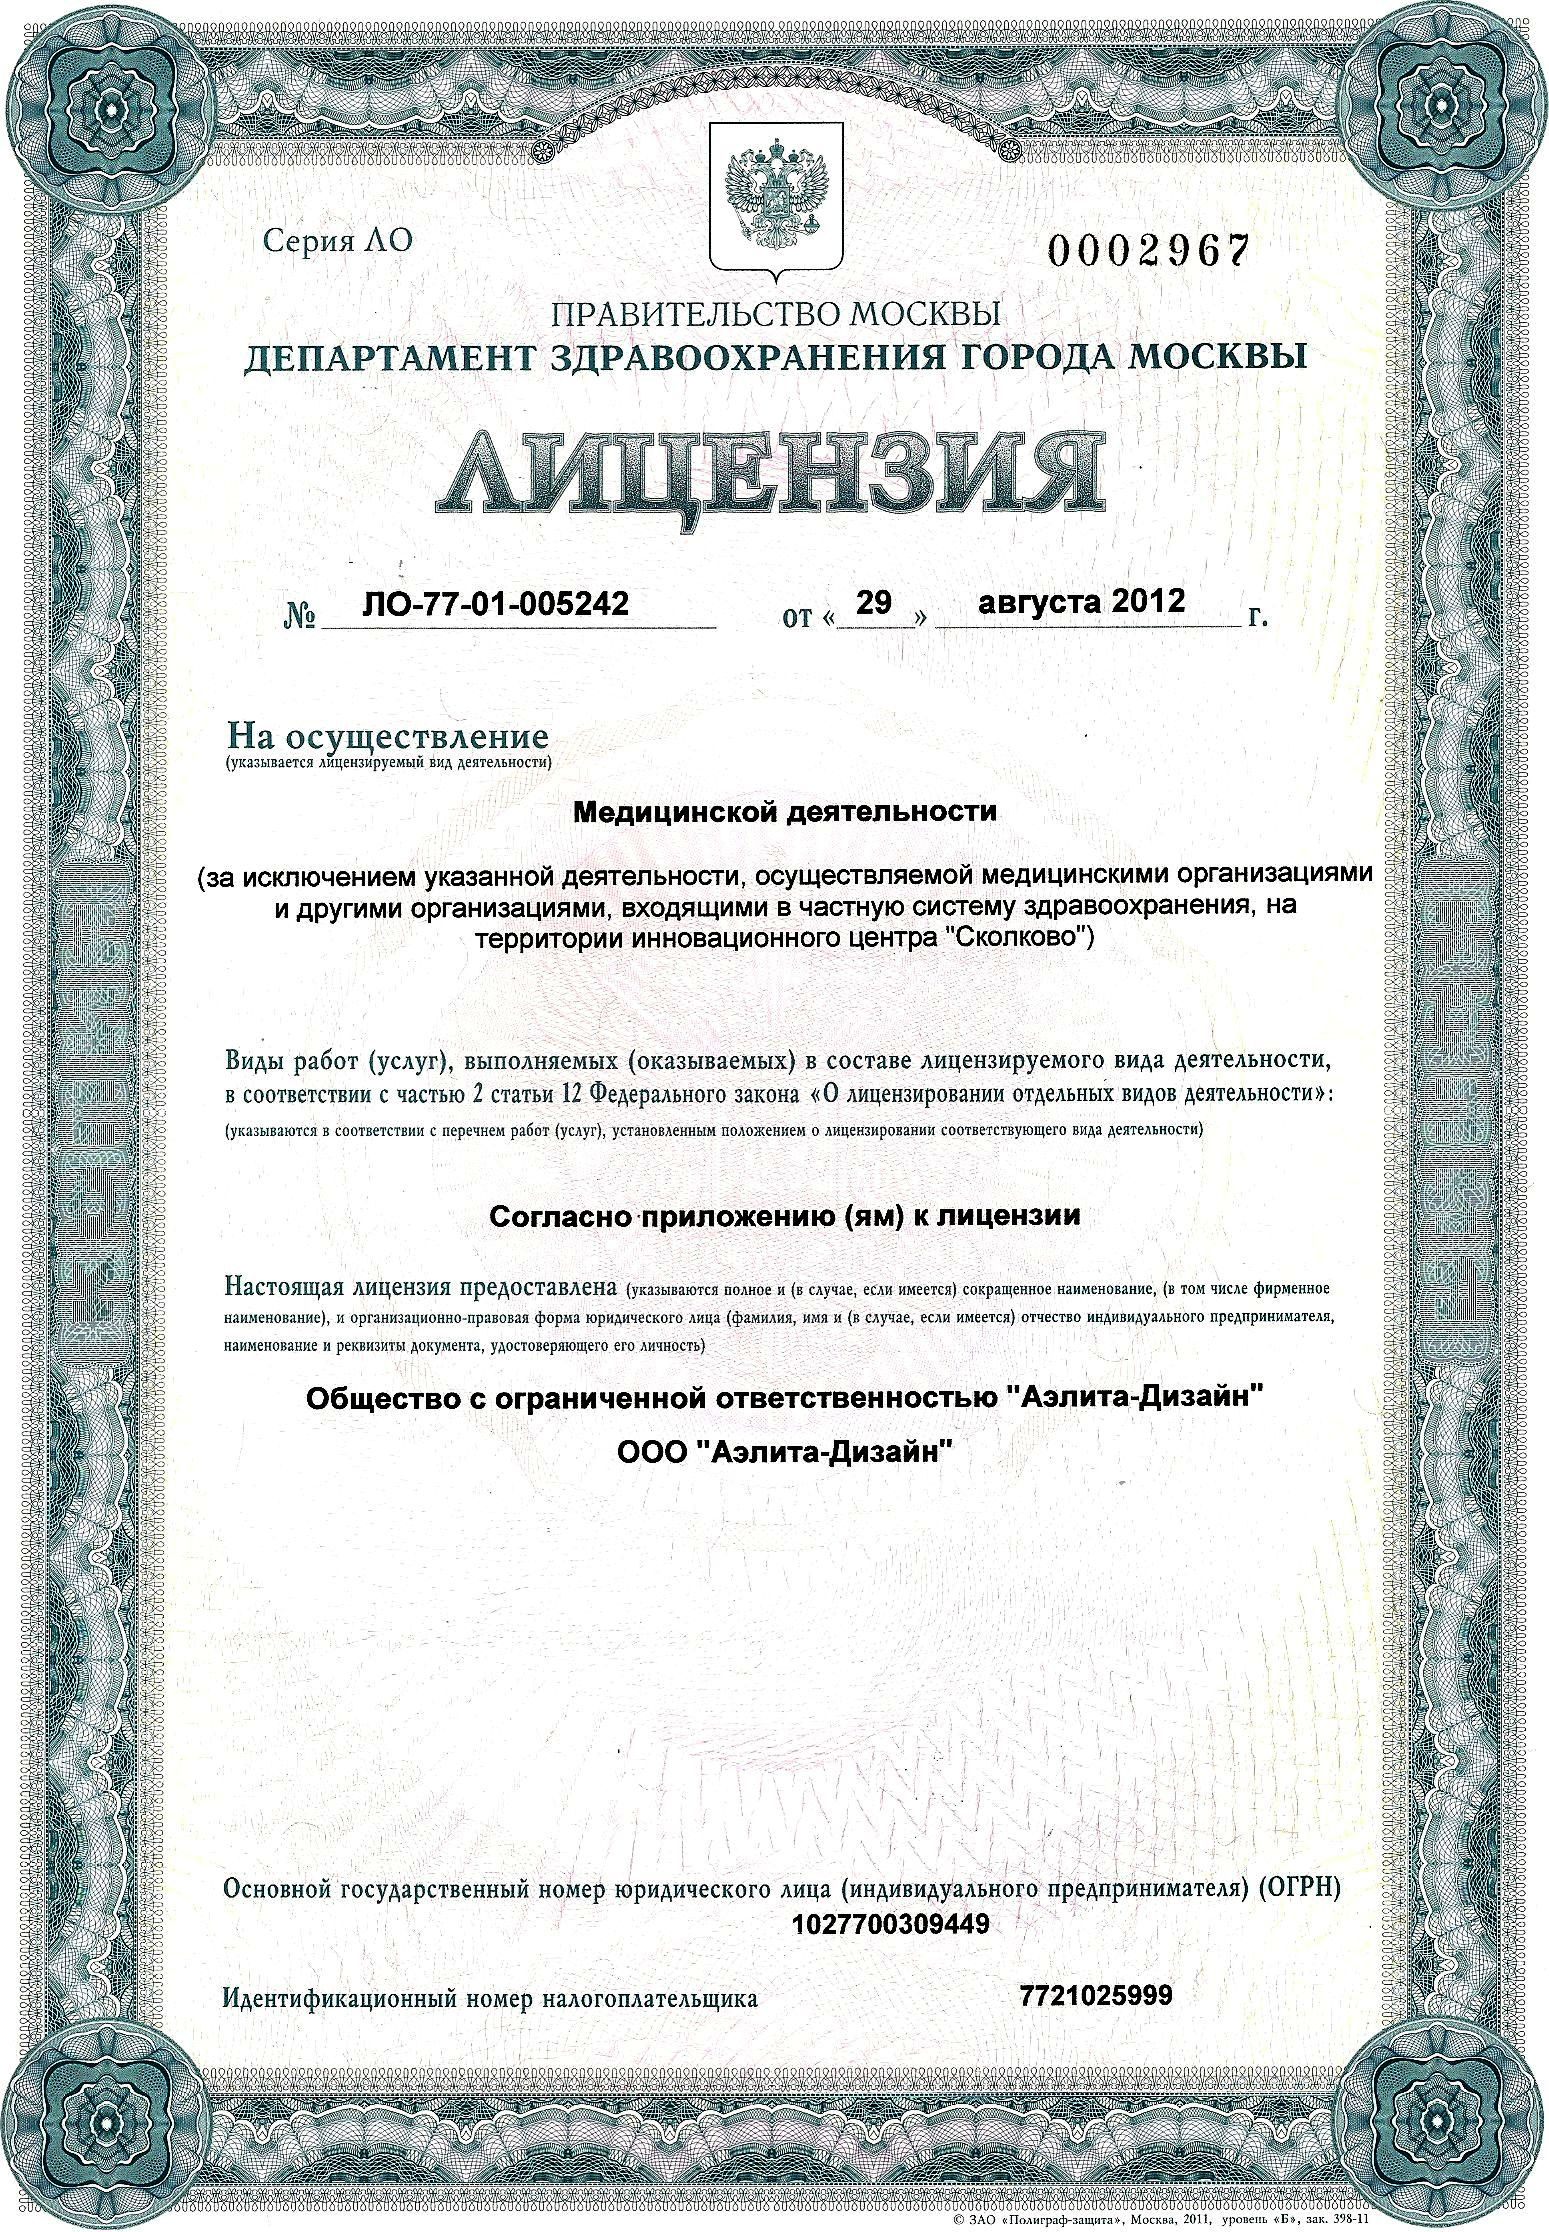 Серия ЛО
0002967
ПРАВИТЕЛЬСТВО МОСКВЫ
ДЕПАРТАМЕНТ ЗДРАВООХРАНЕНИЯ ГОРОДА МОСКВЫ
ЛИЦЕНЗИЯ
№ ЛО-77-01-005242 от « 29 » августа 2012 г.
На осуществление
(указывается лицензируемый вид деятельности)
Медицинской деятельности
(за исключением указанной деятельности, осуществляемой медицинскими организациями
и другими организациями, входящими в частную систему здравоохранения, на
территории инновационного центра "Сколково")
Виды работ (услуг), выполняемых (оказываемых) в составе лицензируемого вида деятельности,
в соответствии с частью 2 статьи 12 Федерального закона «О лицензировании отдельных видов деятельности»:
(указываются в соответствии с перечнем работ (услуг), установленным положением о лицензировании соответствующего вида деятельности)
Согласно приложению (ям) к лицензии
Настоящая лицензия предоставлена (указываются полное и (в случае, если имеется) сокращенное наименование, (в том числе фирменное
наименование), и организационно-правовая форма юридического лица (фамилия, имя и (в случае, если имеется) отчество индивидуального предпринимателя,
наименование и реквизиты документа, удостоверяющего его личность)
Общество с ограниченной ответственностью "Аэлита-Дизайн"
ООО "Аэлита-Дизайн"
Основной государственный номер юридического лица (индивидуального предпринимателя) (ОГРН)
1027700309449
Идентификационный номер налогоплательщика 7721025999
© ЗАО «Полиграф-защита», Москва, 2011, уровень «Б», зак. 398-11